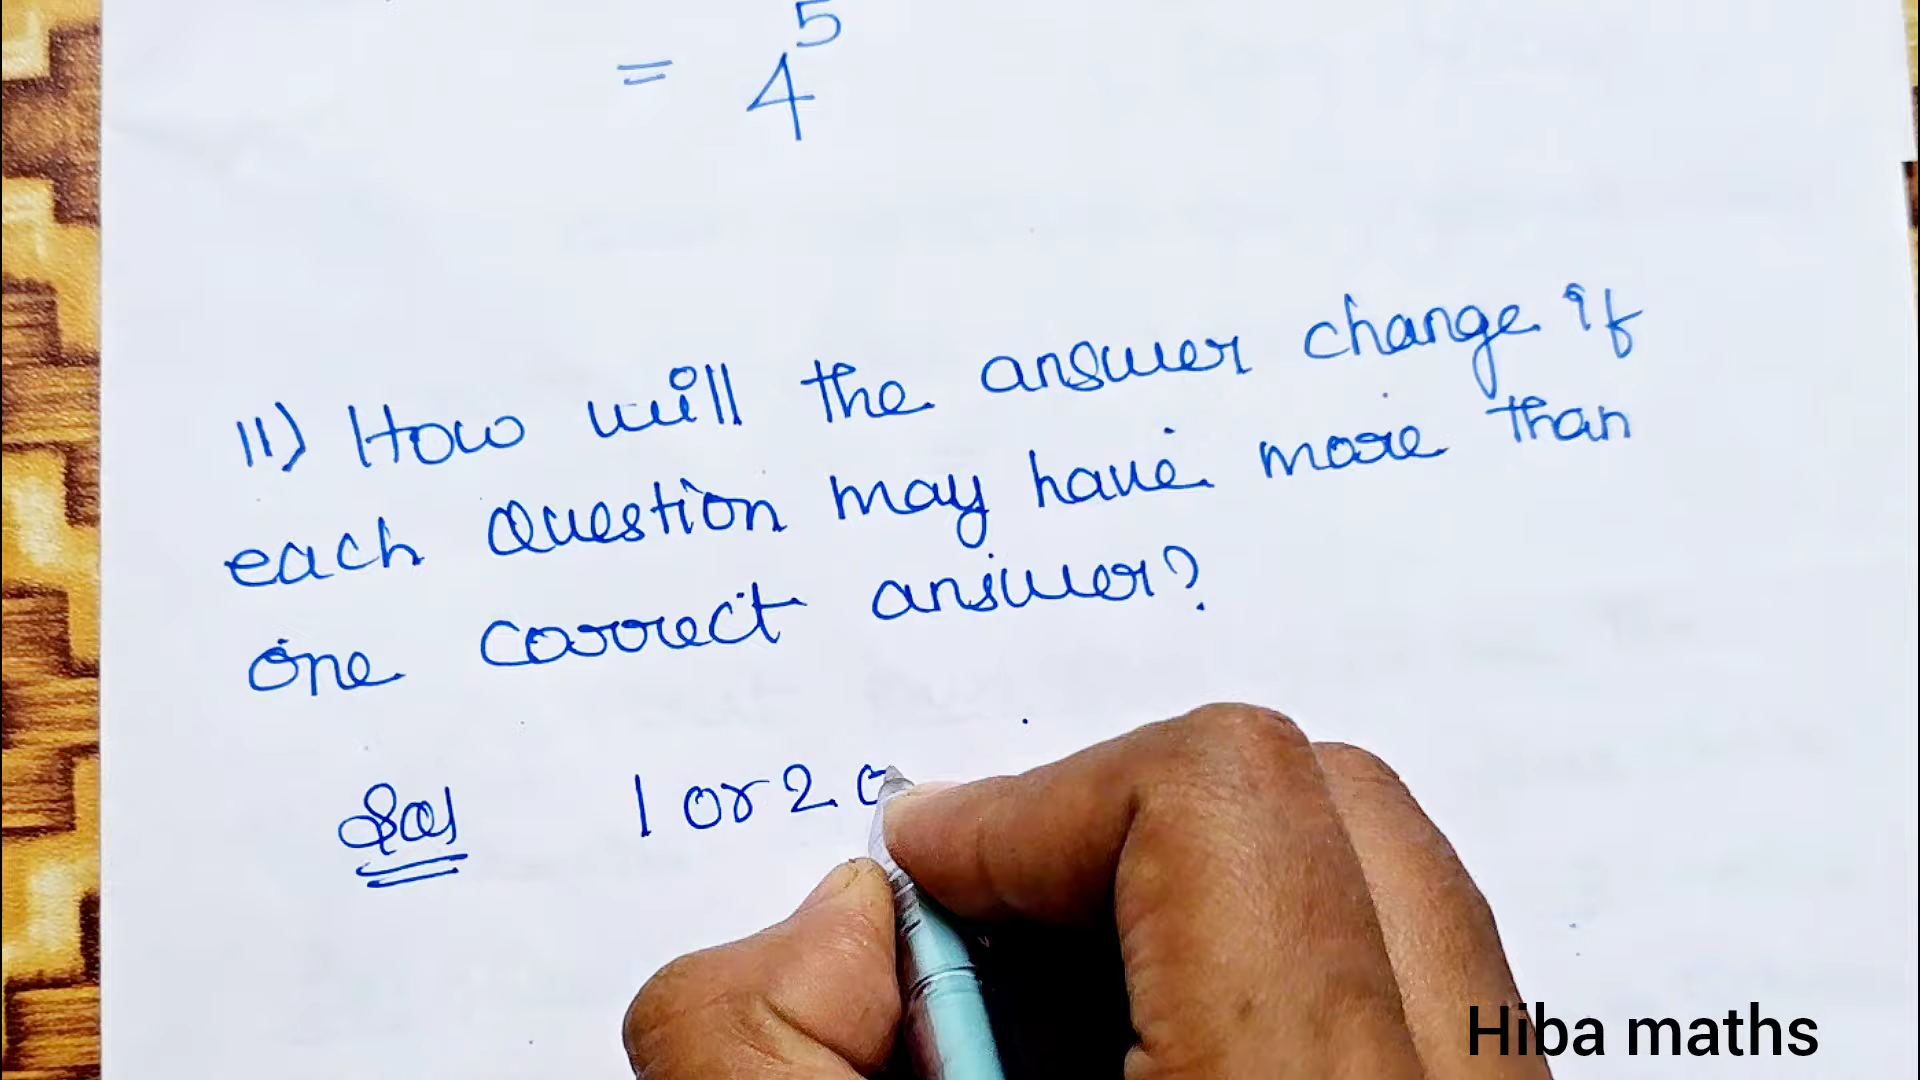 = 4⁵
11) How will the answer change if
each question may have more than
one correct answer?
Sol 1 or 2 o
Hiba maths